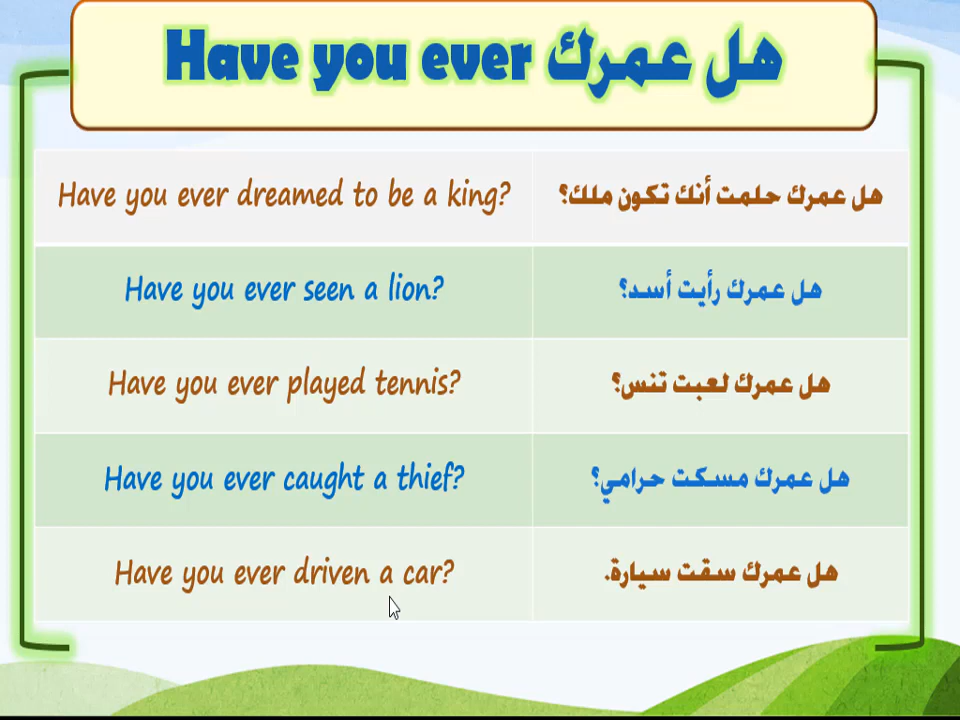 Have you ever هل عمرك
Have you ever dreamed to be a king? هل عمرك حلمت أنك تكون ملك؟
Have you ever seen a lion? هل عمرك رأيت أسد؟
Have you ever played tennis? هل عمرك لعبت تنس؟
Have you ever caught a thief? هل عمرك مسكت حرامي؟
Have you ever driven a car? هل عمرك سقت سيارة.